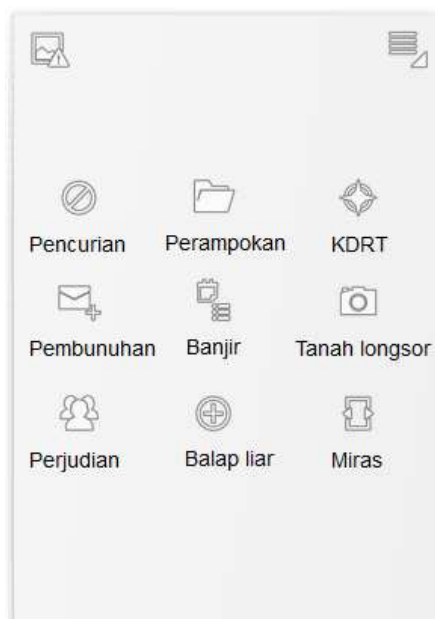 Pencurian Perampokan KDRT
Pembunuhan Banjir Tanah longsor
Perjudian Balap liar Miras